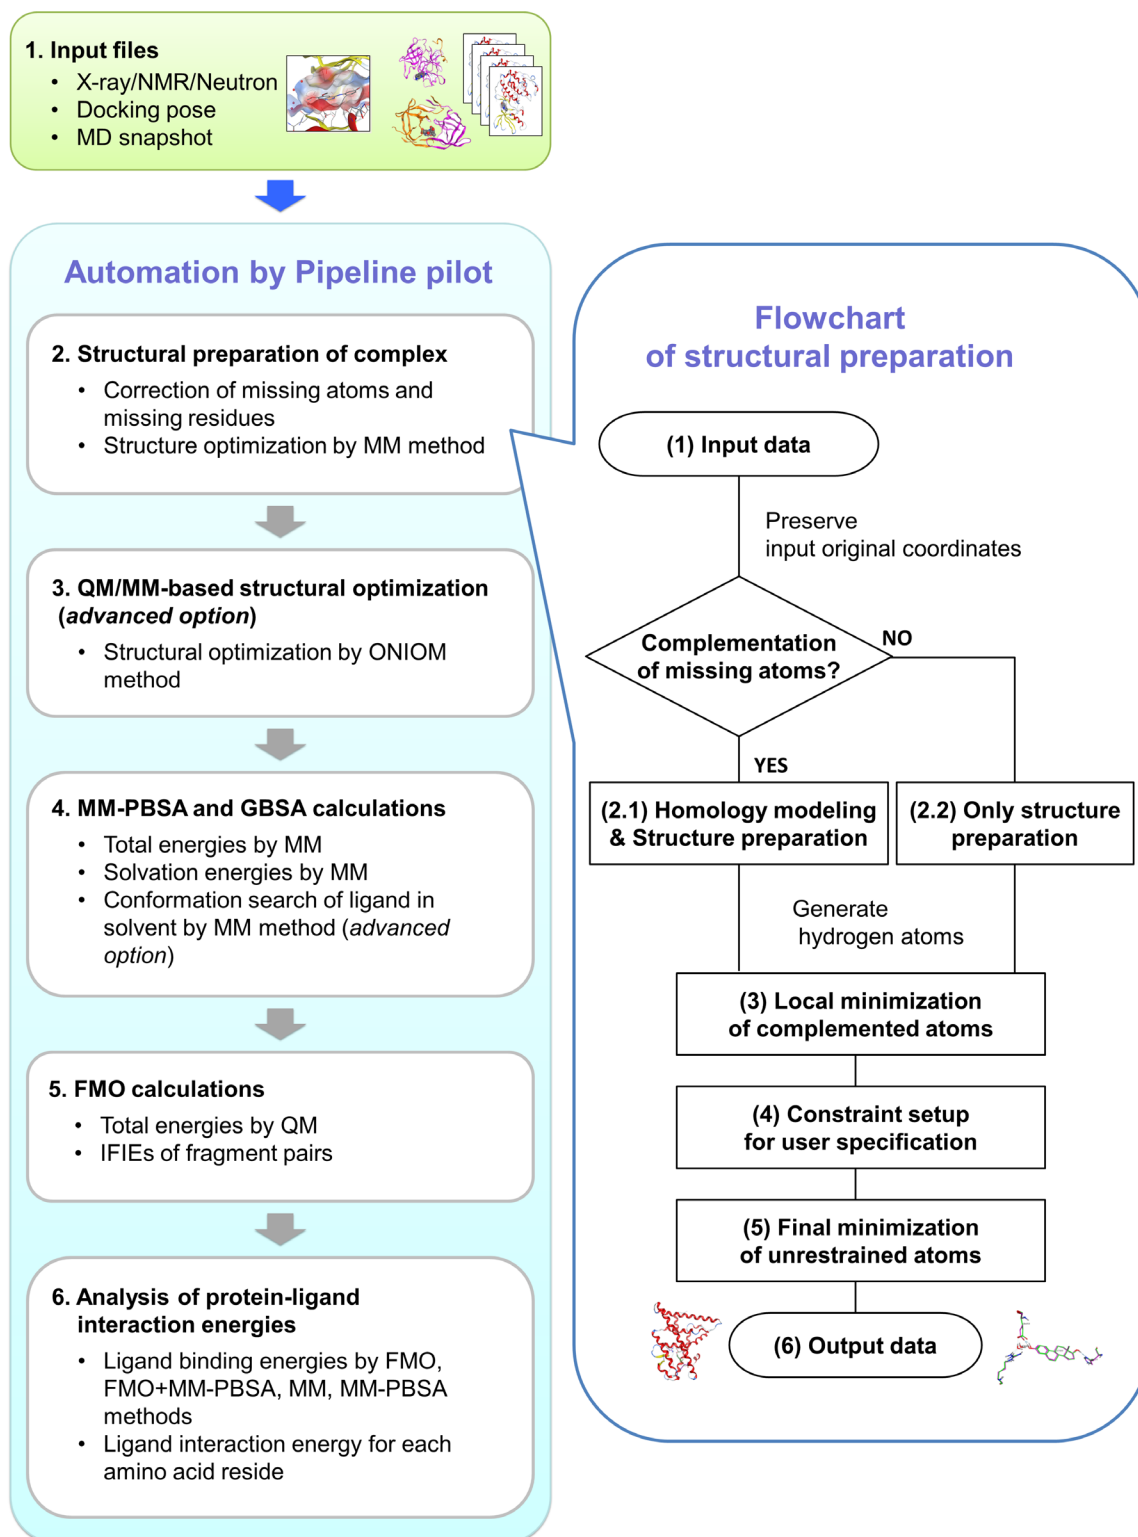 1. Input files
• X-ray/NMR/Neutron
• Docking pose
• MD snapshot
Automation by Pipeline pilot
2. Structural preparation of complex
• Correction of missing atoms and
missing residues
• Structure optimization by MM method
3. QM/MM-based structural optimization
(advanced option)
• Structural optimization by ONIOM
method
4. MM-PBSA and GBSA calculations
• Total energies by MM
• Solvation energies by MM
• Conformation search of ligand in
solvent by MM method (advanced
option)
5. FMO calculations
• Total energies by QM
• IFIEs of fragment pairs
6. Analysis of protein-ligand
interaction energies
• Ligand binding energies by FMO,
FMO+MM-PBSA, MM, MM-PBSA
methods
• Ligand interaction energy for each
amino acid reside
Flowchart
of structural preparation
(1) Input data
Preserve
input original coordinates
Complementation
of missing atoms?
NO
YES
(2.1) Homology modeling
& Structure preparation
(2.2) Only structure
preparation
Generate
hydrogen atoms
(3) Local minimization
of complemented atoms
(4) Constraint setup
for user specification
(5) Final minimization
of unrestrained atoms
(6) Output data